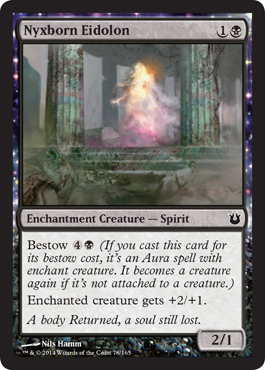 Nyxborn Eidolon 1
Enchantment Creature — Spirit
Bestow 4 (If you cast this card for
its bestow cost, it's an Aura spell with
enchant creature. It becomes a creature
again if it's not attached to a creature.)
Enchanted creature gets +2/+1.
A body Returned, a soul still lost.
2/1
Nils Hamm
™ & © 2014 Wizards of the Coast 78/165